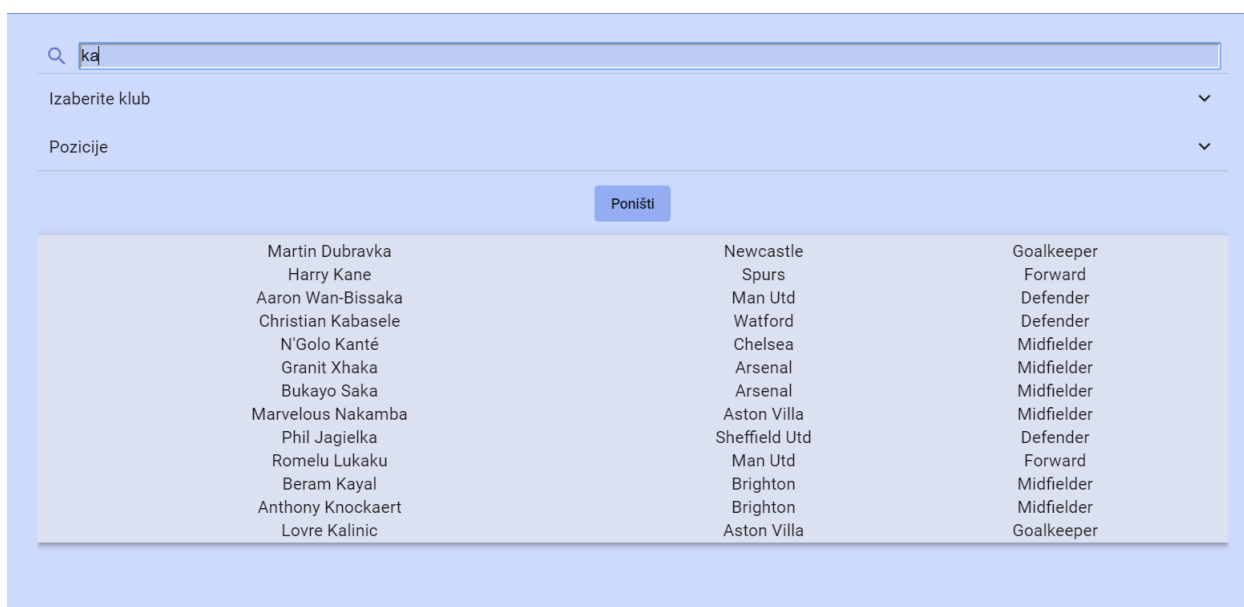 ka
Izaberite klub
Pozicije
Poništi
Martin Dubravka Newcastle Goalkeeper
Harry Kane Spurs Forward
Aaron Wan-Bissaka Man Utd Defender
Christian Kabasele Watford Defender
N'Golo Kanté Chelsea Midfielder
Granit Xhaka Arsenal Midfielder
Bukayo Saka Arsenal Midfielder
Marvelous Nakamba Aston Villa Midfielder
Phil Jagielka Sheffield Utd Defender
Romelu Lukaku Man Utd Forward
Beram Kayal Brighton Midfielder
Anthony Knockaert Brighton Midfielder
Lovre Kalinic Aston Villa Goalkeeper